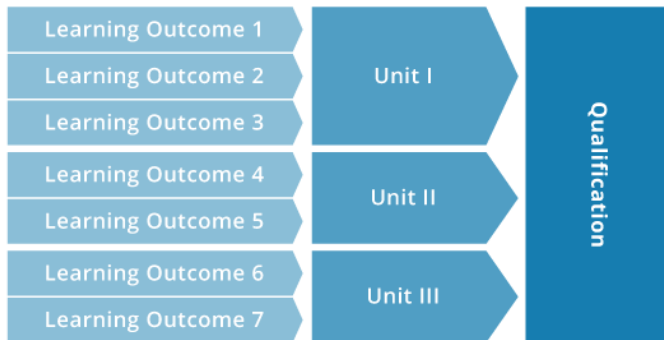 Learning Outcome 1
Learning Outcome 2
Learning Outcome 3
Unit I
Learning Outcome 4
Learning Outcome 5
Unit II
Learning Outcome 6
Learning Outcome 7
Unit III
Qualification